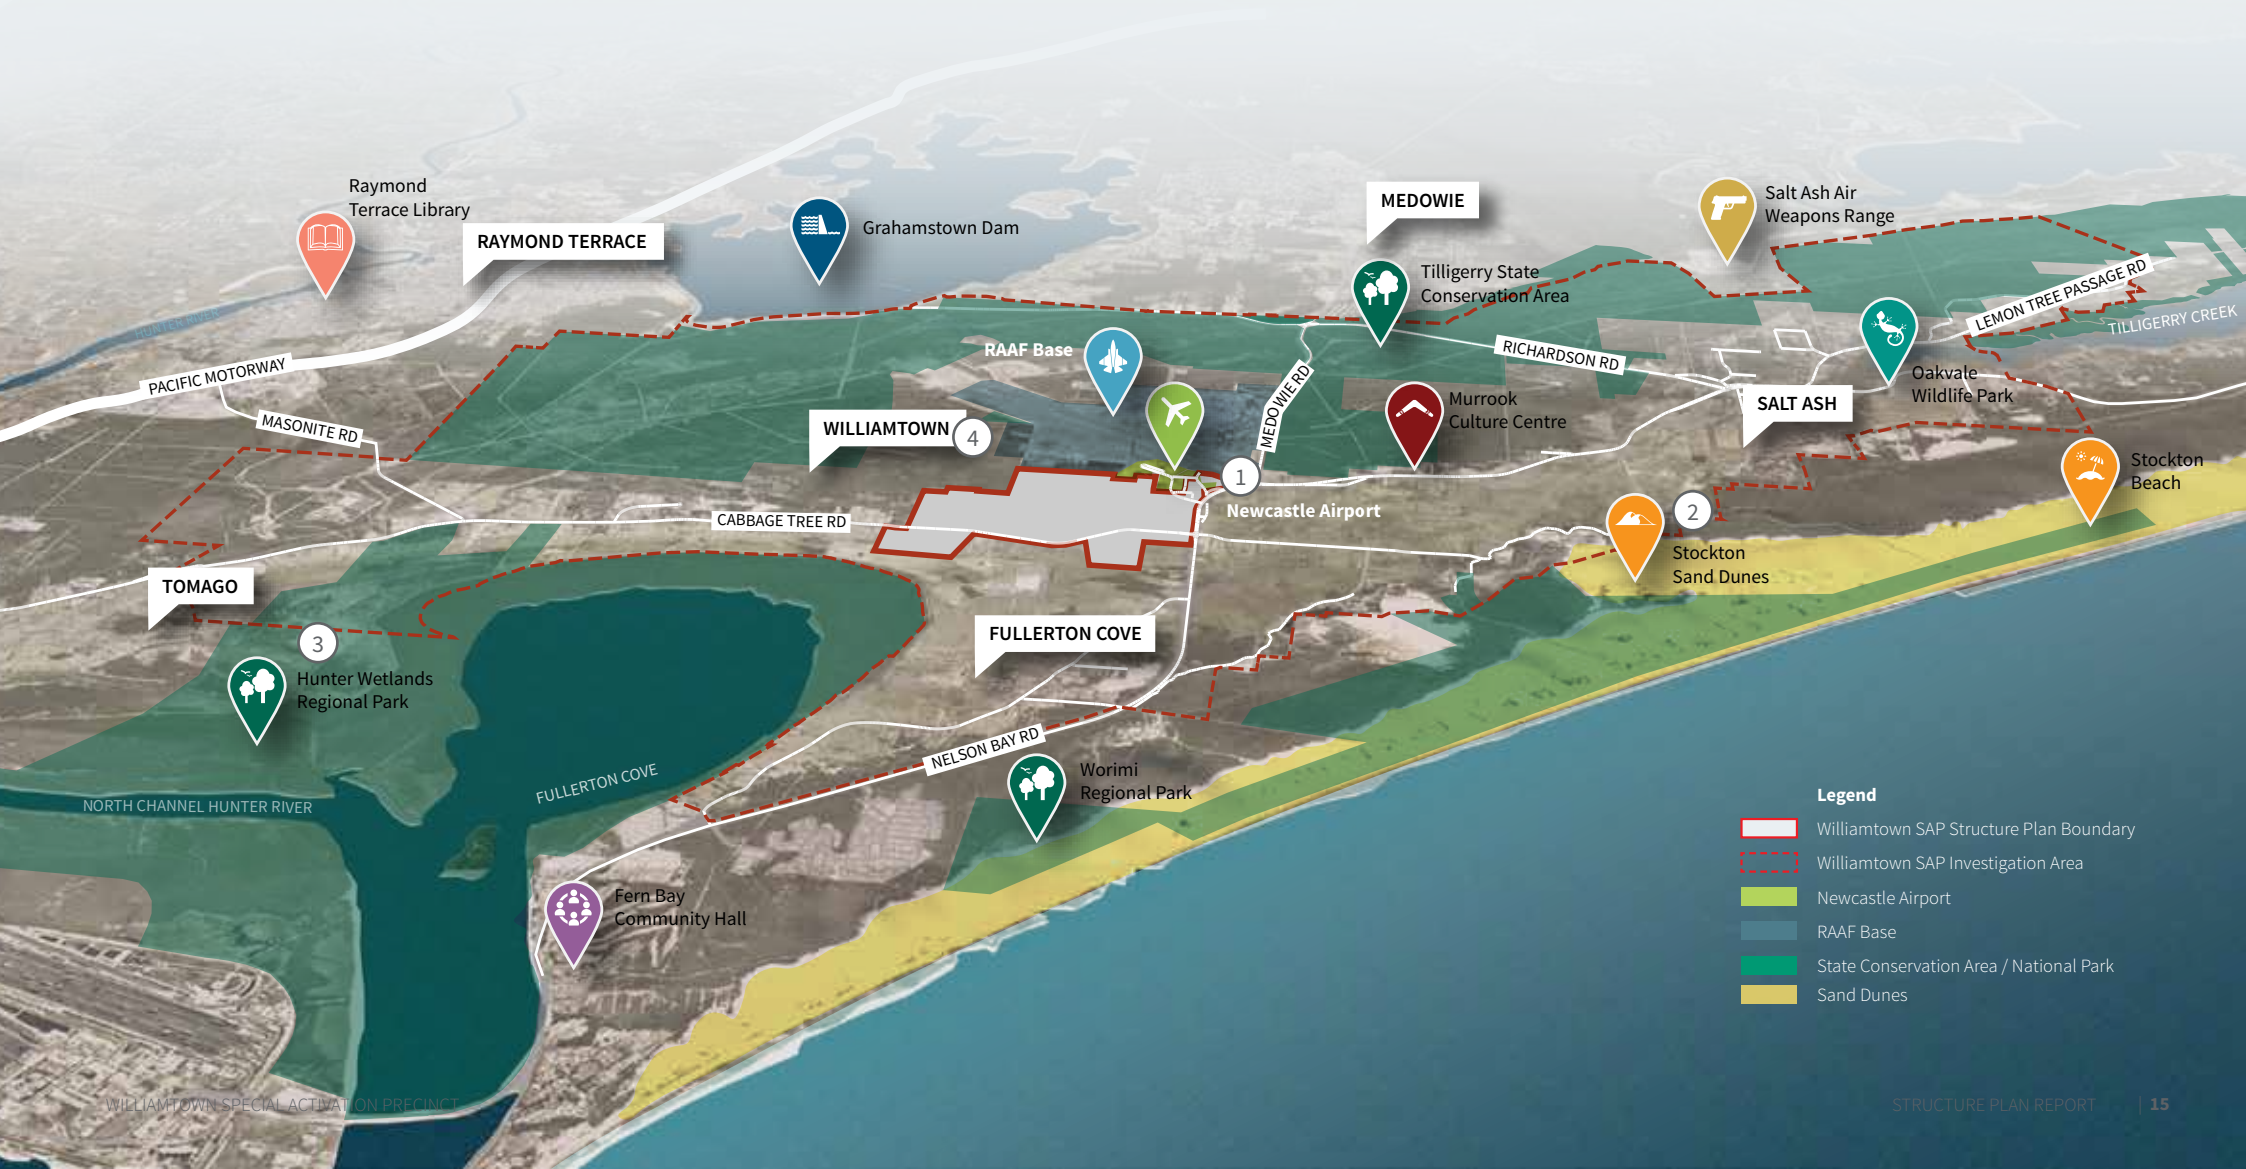 Raymond
Terrace Library
RAYMOND TERRACE
Grahamstown Dam
MEDOWIE
Salt Ash Air
Weapons Range
Tilligerry State
Conservation Area
LEMON TREE PASSAGE RD
TILLIGERRY CREEK
HUNTER RIVER
PACIFIC MOTORWAY
RAAF Base
RICHARDSON RD
Oakvale
Wildlife Park
MASONITE RD
WILLIAMTOWN
4
MEDOWIE RD
Murrook
Culture Centre
SALT ASH
1
Newcastle Airport
Stockton
Beach
CABBAGE TREE RD
2
Stockton
Sand Dunes
TOMAGO
3
Hunter Wetlands
Regional Park
FULLERTON COVE
NELSON BAY RD
Worimi
Regional Park
FULLERTON COVE
NORTH CHANNEL HUNTER RIVER
Fern Bay
Community Hall
Legend
Williamtown SAP Structure Plan Boundary
Williamtown SAP Investigation Area
Newcastle Airport
RAAF Base
State Conservation Area / National Park
Sand Dunes
WILLIAMTOWN SPECIAL ACTIVATION PRECINCT
STRUCTURE PLAN REPORT | 15